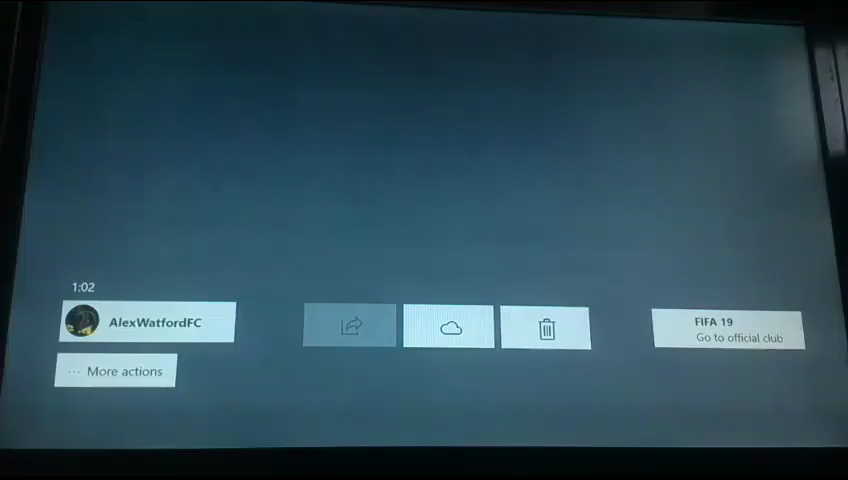 1:02
AlexWatfordFC
FIFA 19
Go to official club
··· More actions